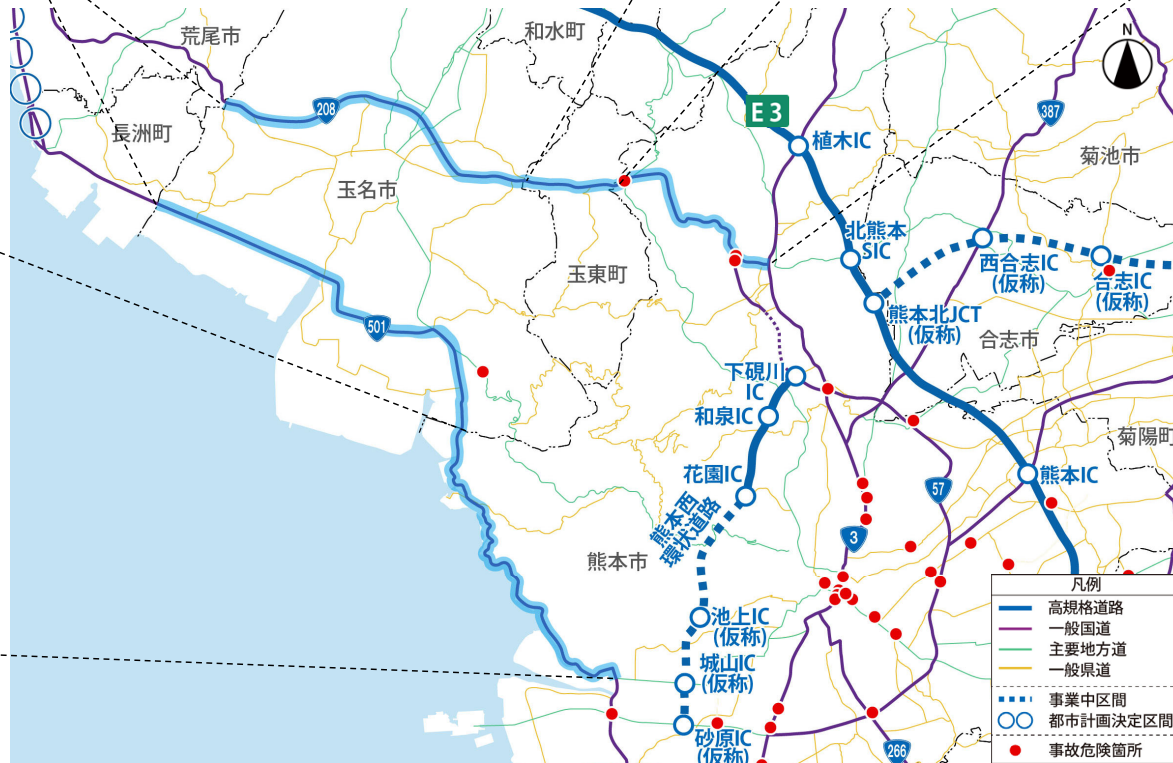 荒尾市
和水町
N
長洲町
208
E3
387
植木IC
菊池市
玉名市
北熊本
SIC
西合志IC
(仮称)
合志IC
(仮称)
玉東町
熊本北JCT
(仮称)
合志市
501
下硯川
IC
和泉IC
菊陽町
花園IC
熊本IC
57
熊本西
環状道路
3
熊本市
池上IC
(仮称)
城山IC
(仮称)
砂原IC
(仮称)
266
凡例
高規格道路
一般国道
主要地方道
一般県道
事業中区間
都市計画決定区間
事故危険箇所